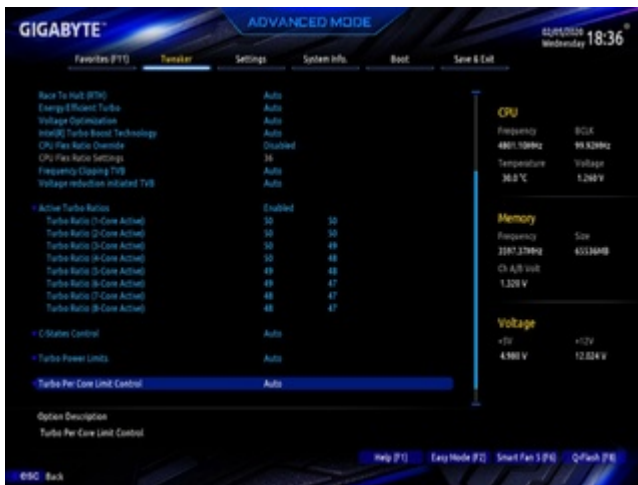 GIGABYTE
ADVANCED MODE
Wednesday 18:36
Favorites (F11) Tweaker Settings System Info. Boot Save & Exit
Race To Halt (RTH) Auto
Energy Efficient Turbo Auto
Voltage Optimization Auto
Intel(R) Turbo Boost Technology Auto
CPU Flex Ratio Override Disabled
CPU Flex Ratio Settings 36
Frequency Clipping TVB Auto
Voltage reduction initiated TVB Auto
Active Turbo Ratios Enabled
Turbo Ratio (1-Core Active) 50 50
Turbo Ratio (2-Core Active) 50 50
Turbo Ratio (3-Core Active) 50 49
Turbo Ratio (4-Core Active) 50 48
Turbo Ratio (5-Core Active) 49 48
Turbo Ratio (6-Core Active) 49 47
Turbo Ratio (7-Core Active) 48 47
Turbo Ratio (8-Core Active) 48 47
C-States Control Auto
Turbo Power Limits Auto
Turbo Per Core Limit Control Auto
CPU
Frequency BCLK
4801.10MHz 99.92MHz
Temperature Voltage
30.0 °C 1.260 V
Memory
Frequency Size
3597.37MHz 65536MB
Ch A/B Volt
1.320 V
Voltage
+5V +12V
4.980 V 12.024 V
Option Description
Turbo Per Core Limit Control
Help (F1) Easy Mode (F2) Smart Fan 5 (F6) Q-Flash (F8)
ESC Back